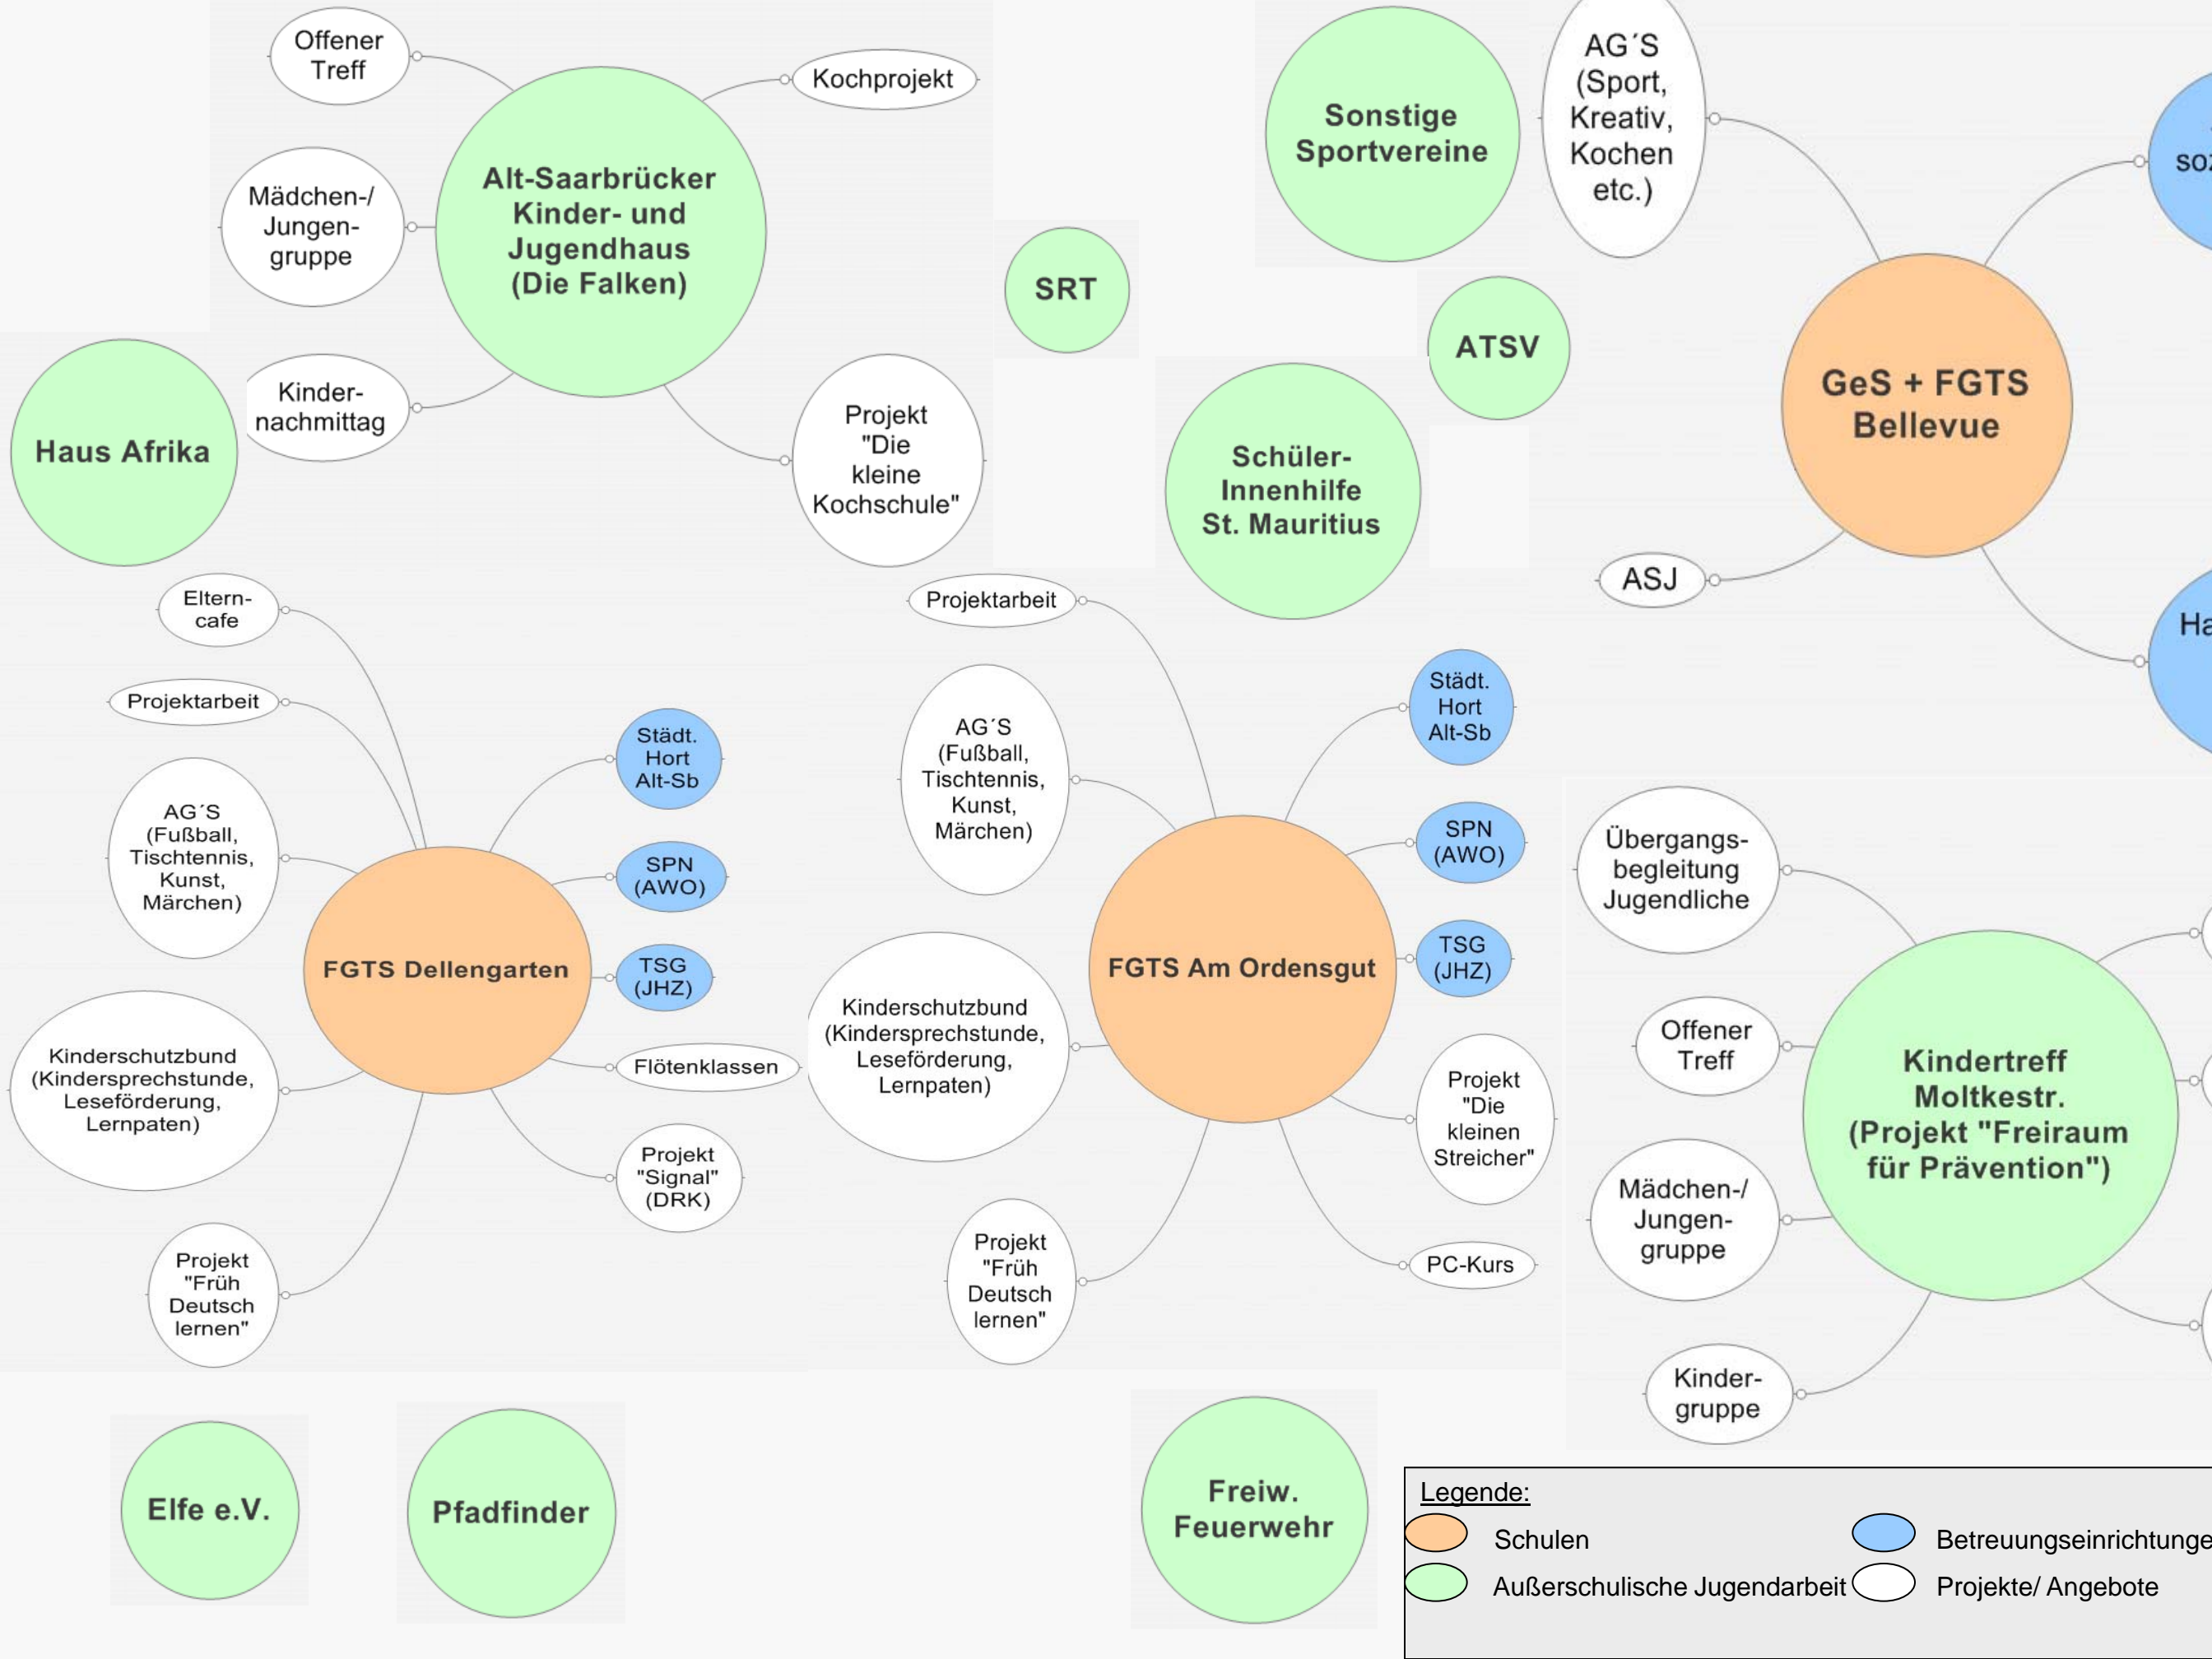 Offener
Treff
Kochprojekt
Mädchen-/
Jungen-
gruppe
Alt-Saarbrücker
Kinder- und
Jugendhaus
(Die Falken)
Kinder-
nachmittag
Projekt
"Die
kleine
Kochschule"
Haus Afrika
SRT
Sonstige
Sportvereine
ATSV
Schüler-
Innenhilfe
St. Mauritius
AG´S
(Sport,
Kreativ,
Kochen
etc.)
GeS + FGTS
Bellevue
ASJ
Eltern-
cafe
Projektarbeit
AG´S
(Fußball,
Tischtennis,
Kunst,
Märchen)
Kinderschutzbund
(Kindersprechstunde,
Leseförderung,
Lernpaten)
Projekt
"Früh
Deutsch
lernen"
FGTS Dellengarten
Städt.
Hort
Alt-Sb
SPN
(AWO)
TSG
(JHZ)
Flötenklassen
Projekt
"Signal"
(DRK)
Projektarbeit
AG´S
(Fußball,
Tischtennis,
Kunst,
Märchen)
Kinderschutzbund
(Kindersprechstunde,
Leseförderung,
Lernpaten)
Projekt
"Früh
Deutsch
lernen"
FGTS Am Ordensgut
Städt.
Hort
Alt-Sb
SPN
(AWO)
TSG
(JHZ)
Projekt
"Die
kleinen
Streicher"
PC-Kurs
Übergangs-
begleitung
Jugendliche
Offener
Treff
Mädchen-/
Jungen-
gruppe
Kinder-
gruppe
Kindertreff
Moltkestr.
(Projekt "Freiraum
für Prävention")
Elfe e.V.
Pfadfinder
Freiw.
Feuerwehr
Legende:
Schulen
Betreuungseinrichtunge
Außerschulische Jugendarbeit
Projekte/ Angebote